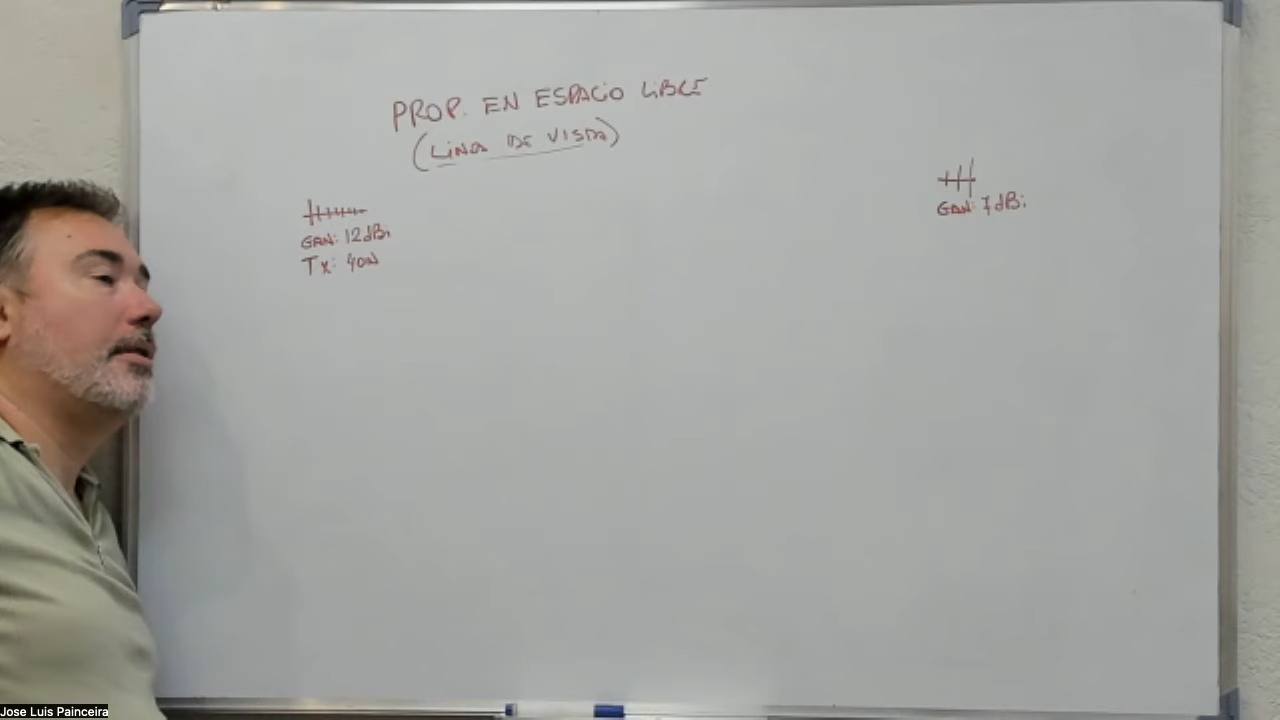 PROP. EN ESPACIO LIBRE
(LINEA DE VISTA)
GAN: 12dBi
Tx: 40W
GAN: 7dBi
Jose Luis Painceira